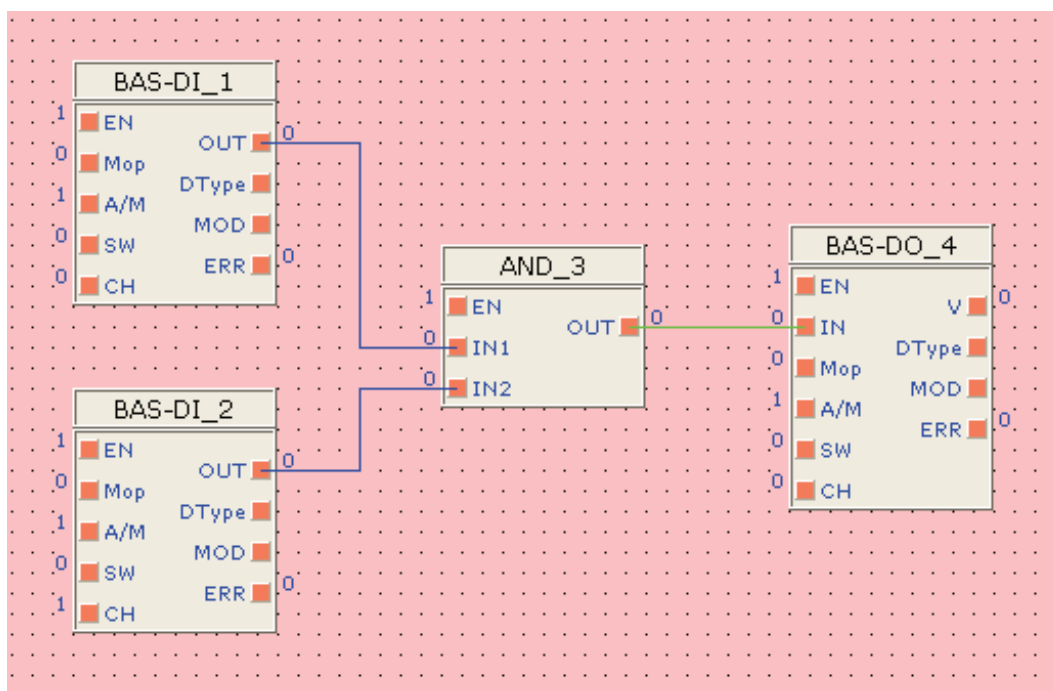 BAS-DI_1
1 EN
OUT 0
0 Mop
DType
1 A/M
MOD
0 SW
ERR 0
0 CH
BAS-DI_2
1 EN
OUT 0
0 Mop
DType
1 A/M
MOD
0 SW
ERR 0
1 CH
AND_3
1 EN
OUT 0
0 IN1
0 IN2
BAS-DO_4
1 EN
V 0
0 IN
DType
0 Mop
MOD
1 A/M
ERR 0
0 SW
0 CH